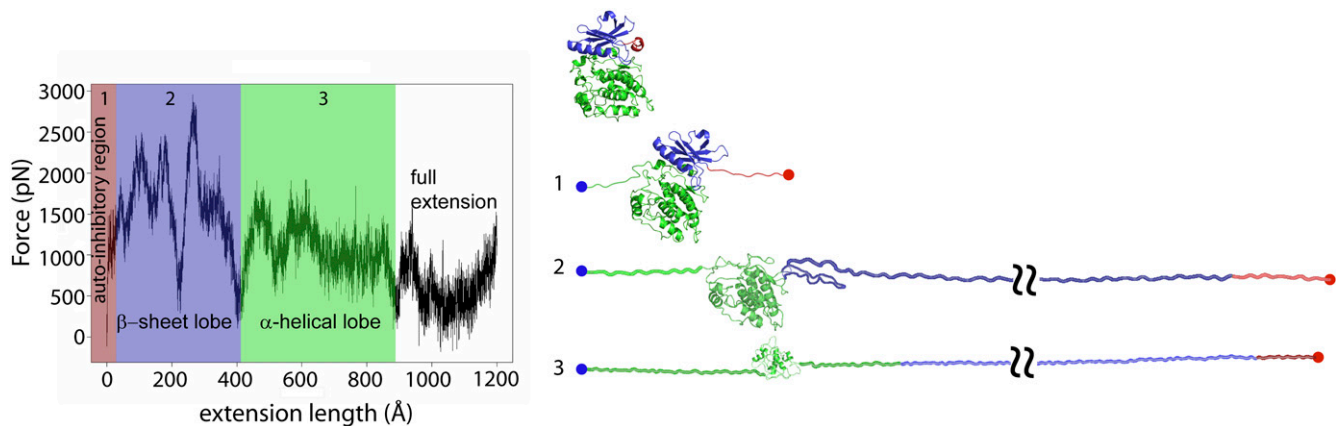 1
2
3
3000
2500
2000
1500
1000
500
0
Force (pN)
auto-inhibitory region
β–sheet lobe
α-helical lobe
full
extension
0
200
400
600
800
1000
1200
extension length (Å)
1
2
3